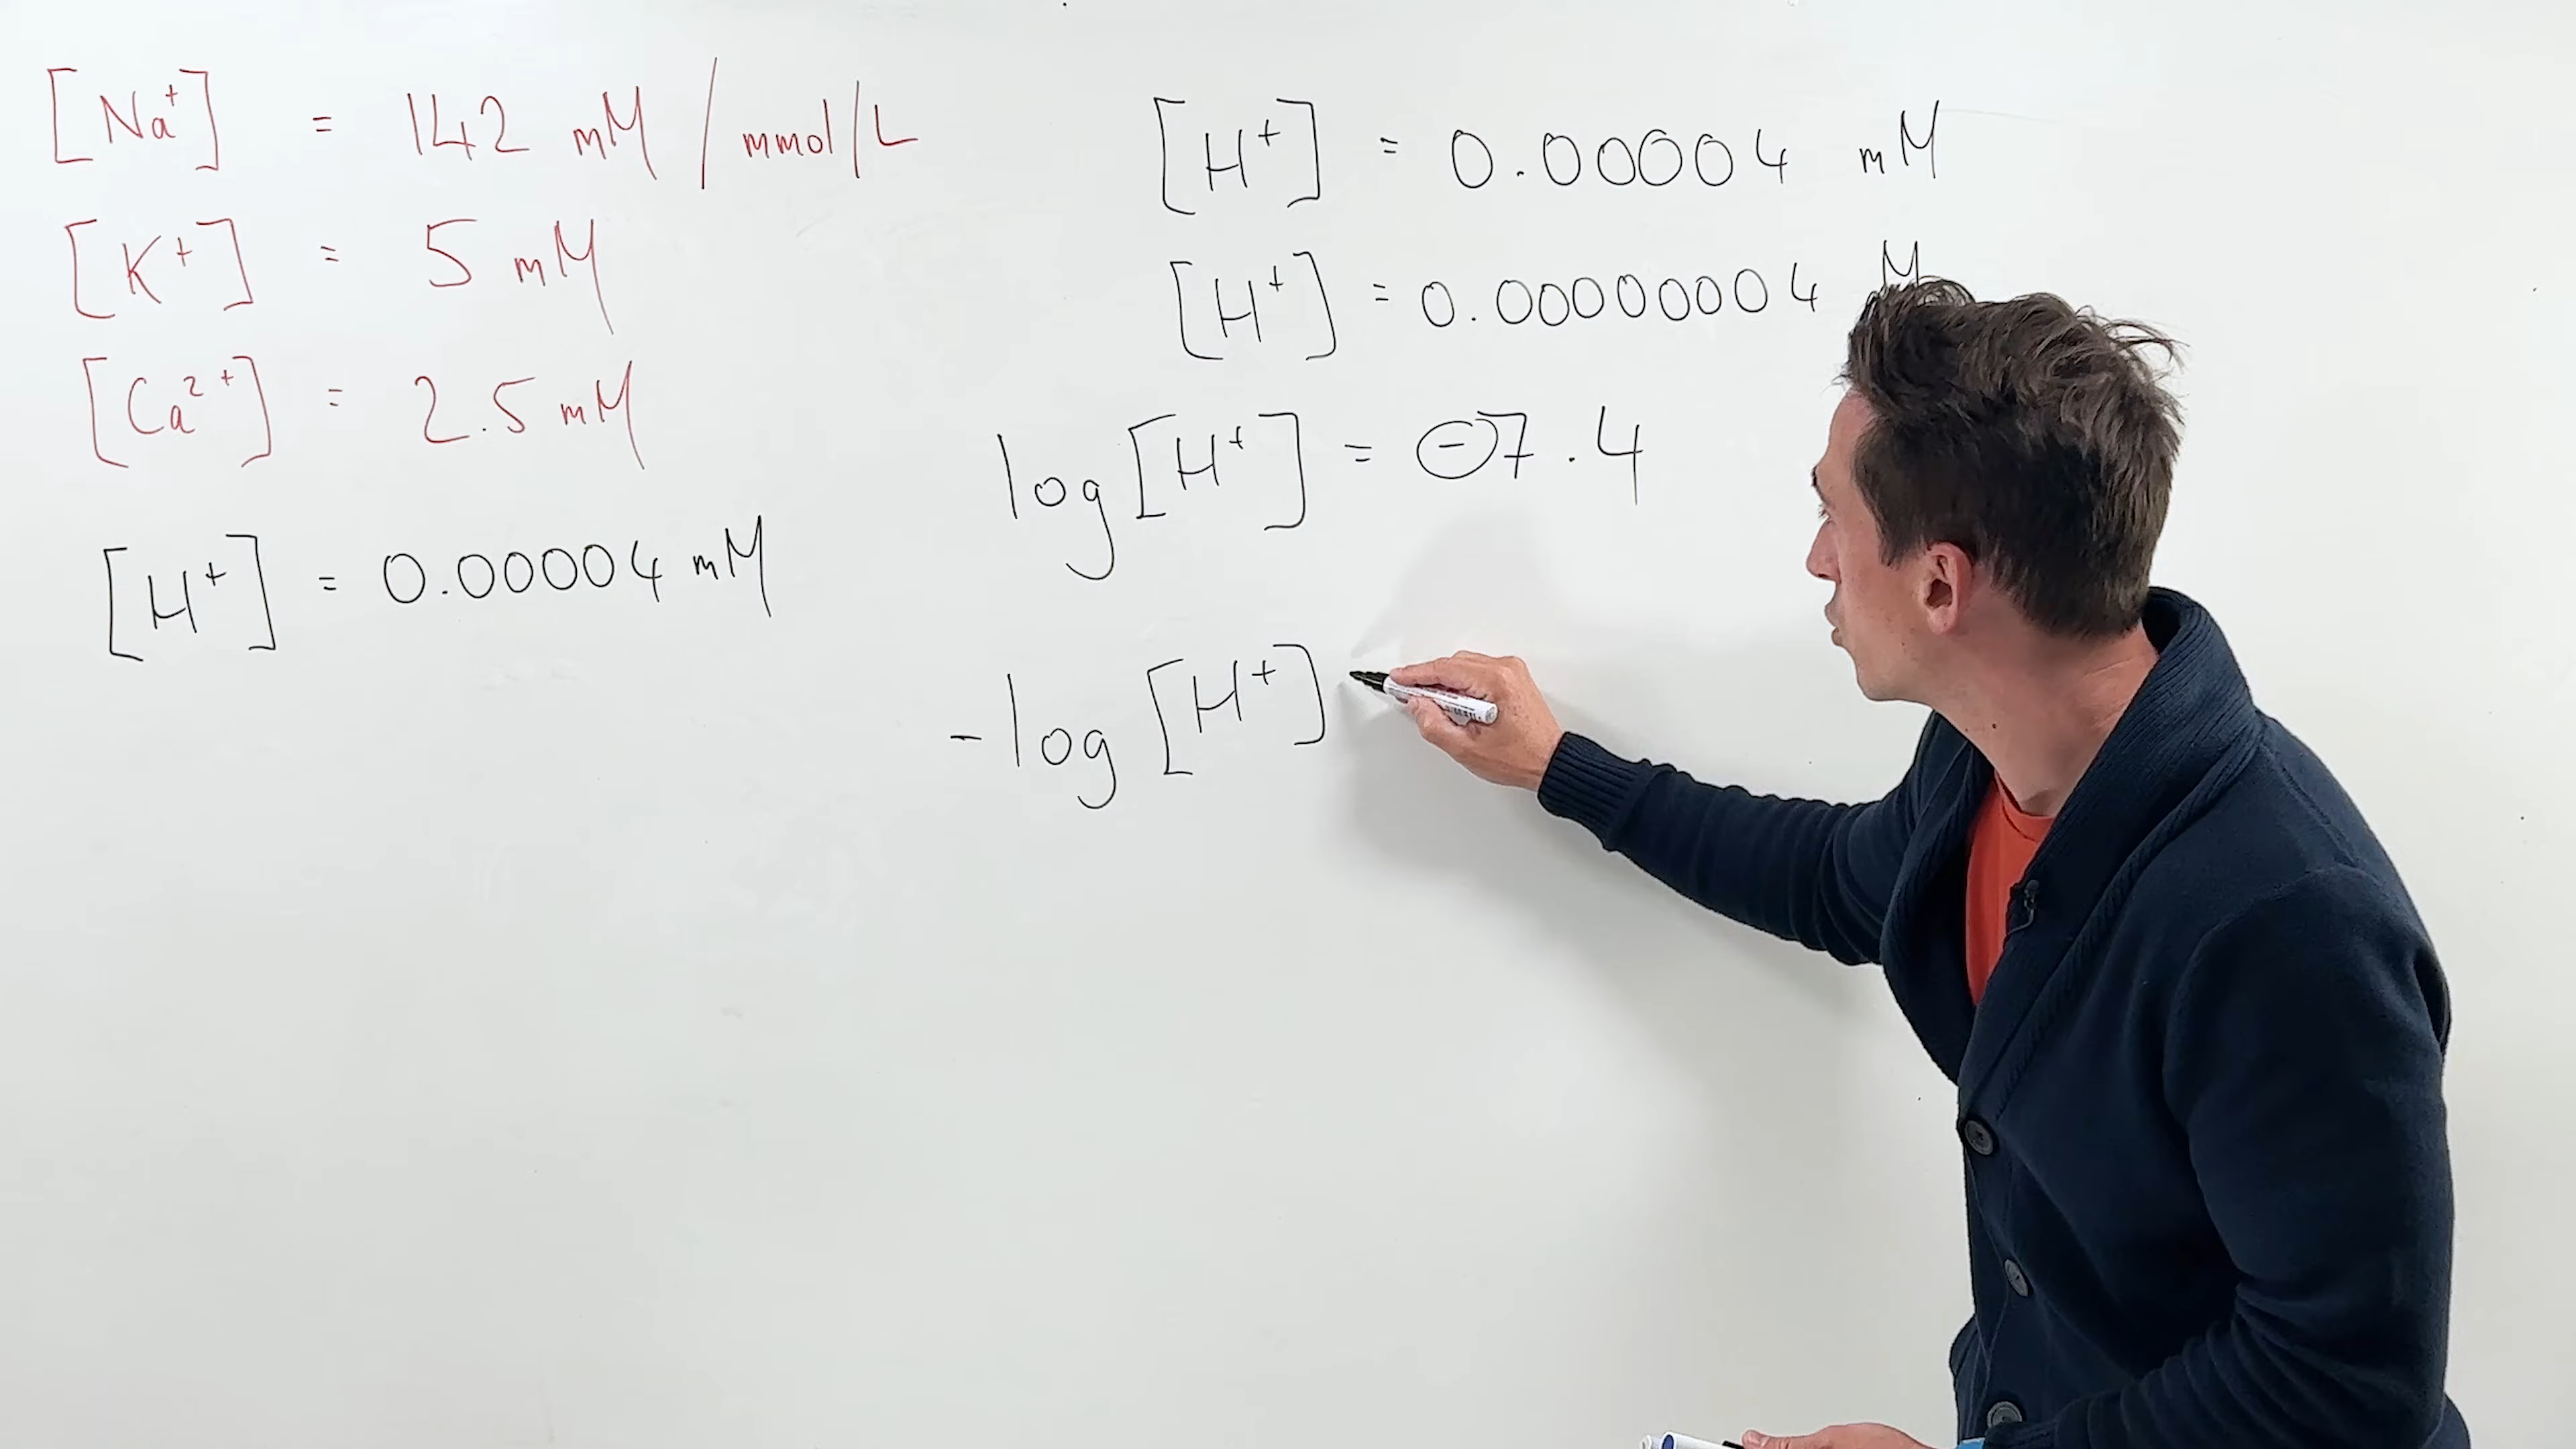 [Na⁺] = 142 mM / mmol/L
[K⁺] = 5 mM
[Ca²⁺] = 2.5 mM
[H⁺] = 0.00004 mM
[H⁺] = 0.00004 mM
[H⁺] = 0.00000004 M
log [H⁺] = -7.4
-log [H⁺]